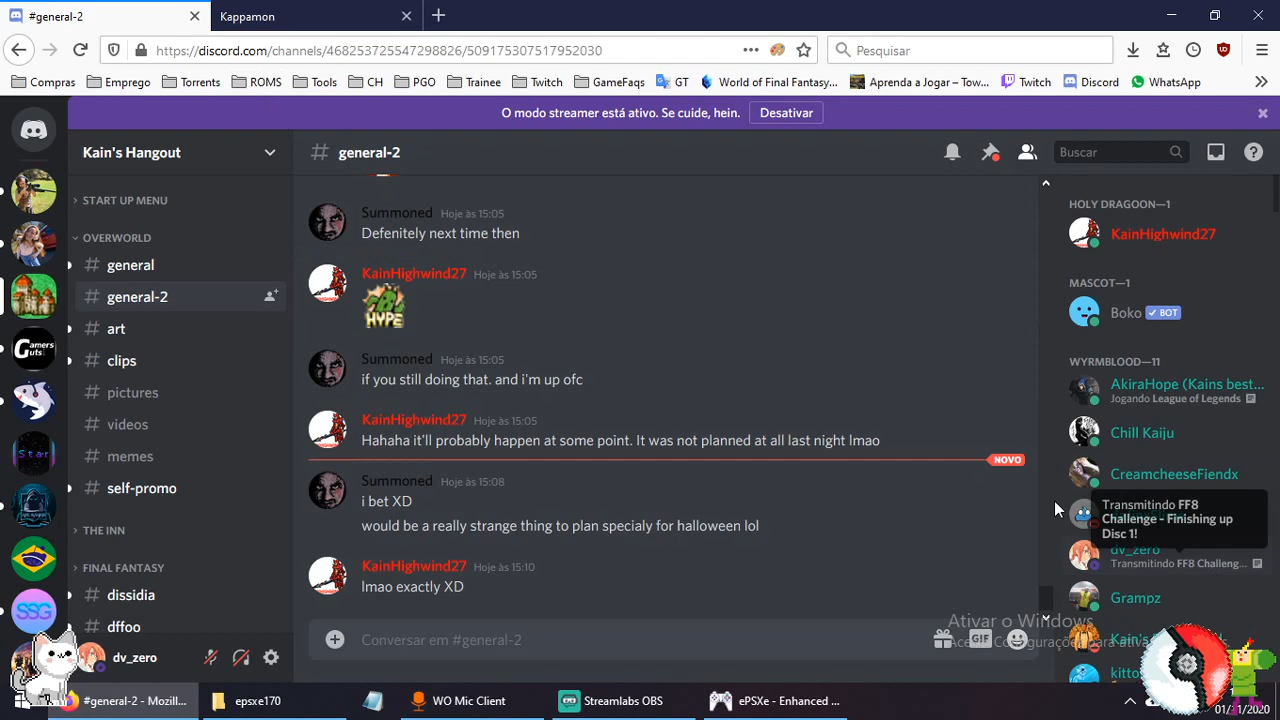 #general-2
Kappamon
https://discord.com/channels/468253725547298826/509175307517952030
Pesquisar
Compras
Emprego
Torrents
ROMS
Tools
CH
PGO
Trainee
Twitch
GameFaqs
GT
World of Final Fantasy...
Aprenda a Jogar – Tow...
Twitch
Discord
WhatsApp
O modo streamer está ativo. Se cuide, hein.
Desativar
Kain's Hangout
general-2
Buscar
START UP MENU
OVERWORLD
general
general-2
art
clips
pictures
videos
memes
self-promo
THE INN
FINAL FANTASY
dissidia
dffoo
dv_zero
Gamers
Guts
Start
SSG
Summoned Hoje às 15:05
Defenitely next time then
KainHighwind27 Hoje às 15:05
HYPE
Summoned Hoje às 15:05
if you still doing that. and i'm up ofc
KainHighwind27 Hoje às 15:05
Hahaha it'll probably happen at some point. It was not planned at all last night lmao
NOVO
Summoned Hoje às 15:08
i bet XD
would be a really strange thing to plan specialy for halloween lol
KainHighwind27 Hoje às 15:10
lmao exactly XD
Conversar em #general-2
GIF
HOLY DRAGOON—1
KainHighwind27
MASCOT—1
Boko
BOT
WYRMBLOOD—11
AkiraHope (Kains best...
Jogando League of Legends
Chill Kaiju
CreamcheeseFiendx
Transmitindo FF8
Challenge - Finishing up
Disc 1!
dv_zero
Transmitindo FF8 Challeng...
Grampz
Kain's
kitto
Ativar o Windows
#general-2 - Mozill...
epsxe170
WO Mic Client
Streamlabs OBS
ePSXe - Enhanced ...
01/11/2020